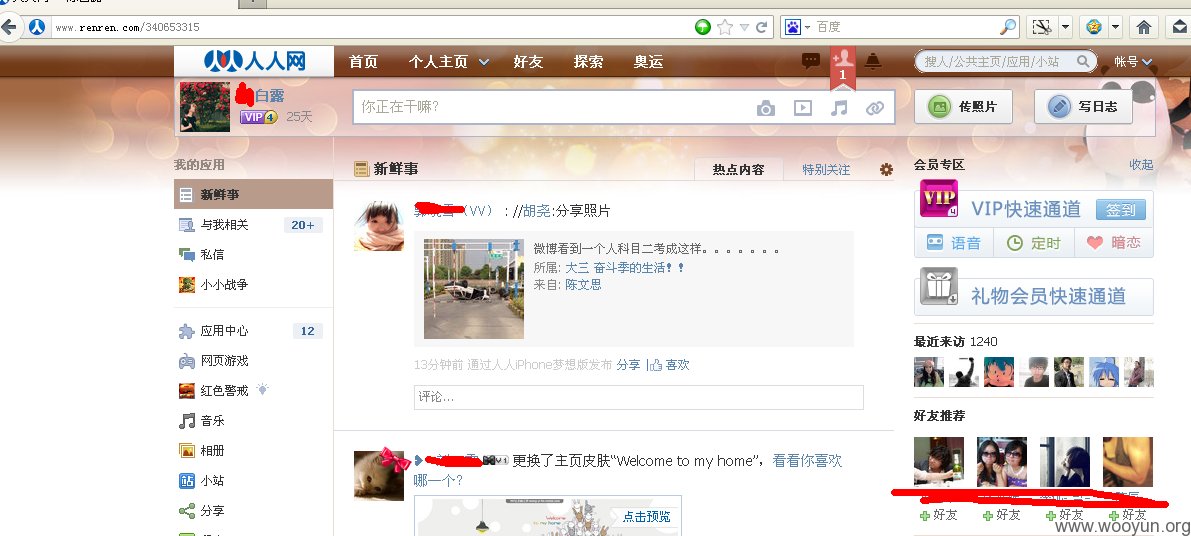 www.renren.com/340653315
百度
人人网
首页 个人主页 好友 探索 奥运
1
搜人/公共主页/应用/小站
帐号
白露
VIP 4 25天
你正在干嘛?
传照片
写日志
我的应用
新鲜事
与我相关 20+
私信
小小战争
应用中心 12
网页游戏
红色警戒
音乐
相册
小站
分享
新鲜事
热点内容 特别关注
(VV) : //胡尧:分享照片
微博看到一个人科目二考成这样。。。。。。。
所属: 大三 奋斗季的生活！！
来自: 陈文思
13分钟前 通过人人iPhone梦想版发布 分享 | 喜欢
评论...
更换了主页皮肤“Welcome to my home”，看看你喜欢
哪一个?
Welcome
to my home
点击预览
会员专区 收起
VIP VIP快速通道 签到
语音 定时 暗恋
礼物会员快速通道
最近来访 1240
好友推荐
好友 好友 好友 好友
www.wooyun.org